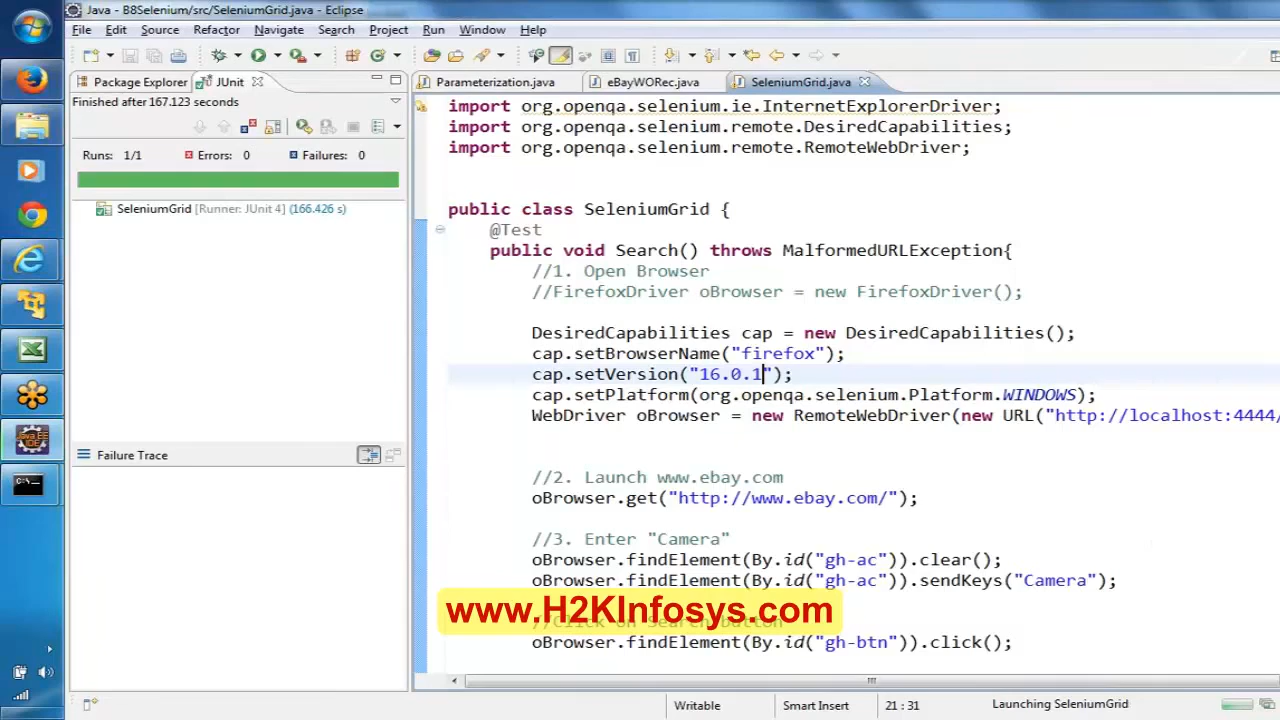 Java - B8Selenium/src/SeleniumGrid.java - Eclipse
File Edit Source Refactor Navigate Search Project Run Window Help
Package Explorer JUnit
Parameterization.java eBayWORec.java SeleniumGrid.java
Finished after 167.123 seconds
Runs: 1/1 Errors: 0 Failures: 0
SeleniumGrid [Runner: JUnit 4] (166.426 s)
Failure Trace
import org.openqa.selenium.ie.InternetExplorerDriver;
import org.openqa.selenium.remote.DesiredCapabilities;
import org.openqa.selenium.remote.RemoteWebDriver;
public class SeleniumGrid {
@Test
public void Search() throws MalformedURLException{
//1. Open Browser
//FirefoxDriver oBrowser = new FirefoxDriver();
DesiredCapabilities cap = new DesiredCapabilities();
cap.setBrowserName("firefox");
cap.setVersion("16.0.1");
cap.setPlatform(org.openqa.selenium.Platform.WINDOWS);
WebDriver oBrowser = new RemoteWebDriver(new URL("http://localhost:4444/
//2. Launch www.ebay.com
oBrowser.get("http://www.ebay.com/");
//3. Enter "Camera"
oBrowser.findElement(By.id("gh-ac")).clear();
oBrowser.findElement(By.id("gh-ac")).sendKeys("Camera");
www.H2KInfosys.com
//Click on Search Button
oBrowser.findElement(By.id("gh-btn")).click();
Writable Smart Insert 21 : 31 Launching SeleniumGrid